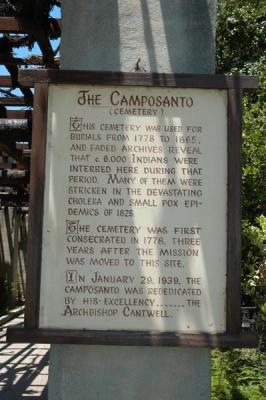 The Camposanto
(Cemetery)
This cemetery was used for
burials from 1778 to 1865,
and faded archives reveal
that c 6,000 Indians were
interred here during that
period. Many of them were
stricken in the devastating
cholera and small pox epi-
demics of 1825.
The cemetery was first
consecrated in 1778, three
years after the mission
was moved to this site.
In January 29, 1939, the
camposanto was rededicated
by his excellency.......the
Archbishop Cantwell.